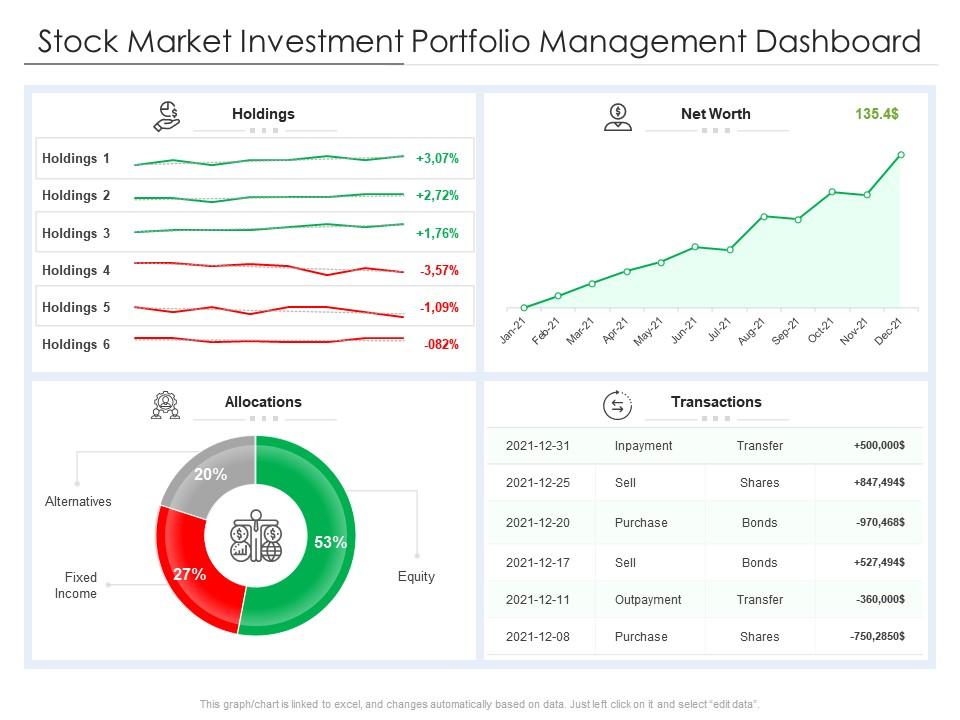 Stock Market Investment Portfolio Management Dashboard
Holdings
Holdings 1 +3,07%
Holdings 2 +2,72%
Holdings 3 +1,76%
Holdings 4 -3,57%
Holdings 5 -1,09%
Holdings 6 -082%
Net Worth 135.4$
Jan-21 Feb-21 Mar-21 Apr-21 May-21 Jun-21 Jul-21 Aug-21 Sep-21 Oct-21 Nov-21 Dec-21
Allocations
20%
Alternatives
53%
27%
Fixed
Income
Equity
Transactions
2021-12-31 Inpayment Transfer +500,000$
2021-12-25 Sell Shares +847,494$
2021-12-20 Purchase Bonds -970,468$
2021-12-17 Sell Bonds +527,494$
2021-12-11 Outpayment Transfer -360,000$
2021-12-08 Purchase Shares -750,2850$
This graph/chart is linked to excel, and changes automatically based on data. Just left click on it and select “edit data”.